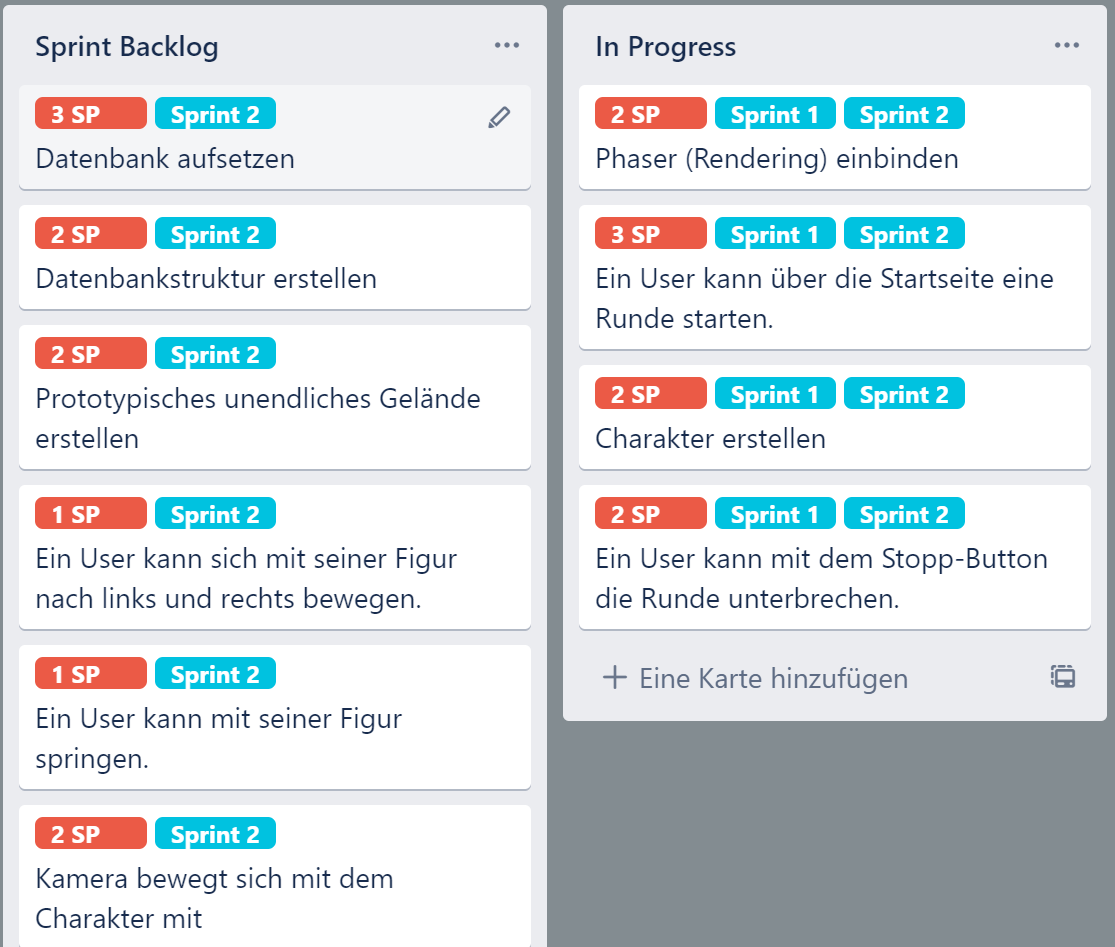 Sprint Backlog
3 SP Sprint 2
Datenbank aufsetzen
2 SP Sprint 2
Datenbankstruktur erstellen
2 SP Sprint 2
Prototypisches unendliches Gelände
erstellen
1 SP Sprint 2
Ein User kann sich mit seiner Figur
nach links und rechts bewegen.
1 SP Sprint 2
Ein User kann mit seiner Figur
springen.
2 SP Sprint 2
Kamera bewegt sich mit dem
Charakter mit
In Progress
2 SP Sprint 1 Sprint 2
Phaser (Rendering) einbinden
3 SP Sprint 1 Sprint 2
Ein User kann über die Startseite eine
Runde starten.
2 SP Sprint 1 Sprint 2
Charakter erstellen
2 SP Sprint 1 Sprint 2
Ein User kann mit dem Stopp-Button
die Runde unterbrechen.
+ Eine Karte hinzufügen